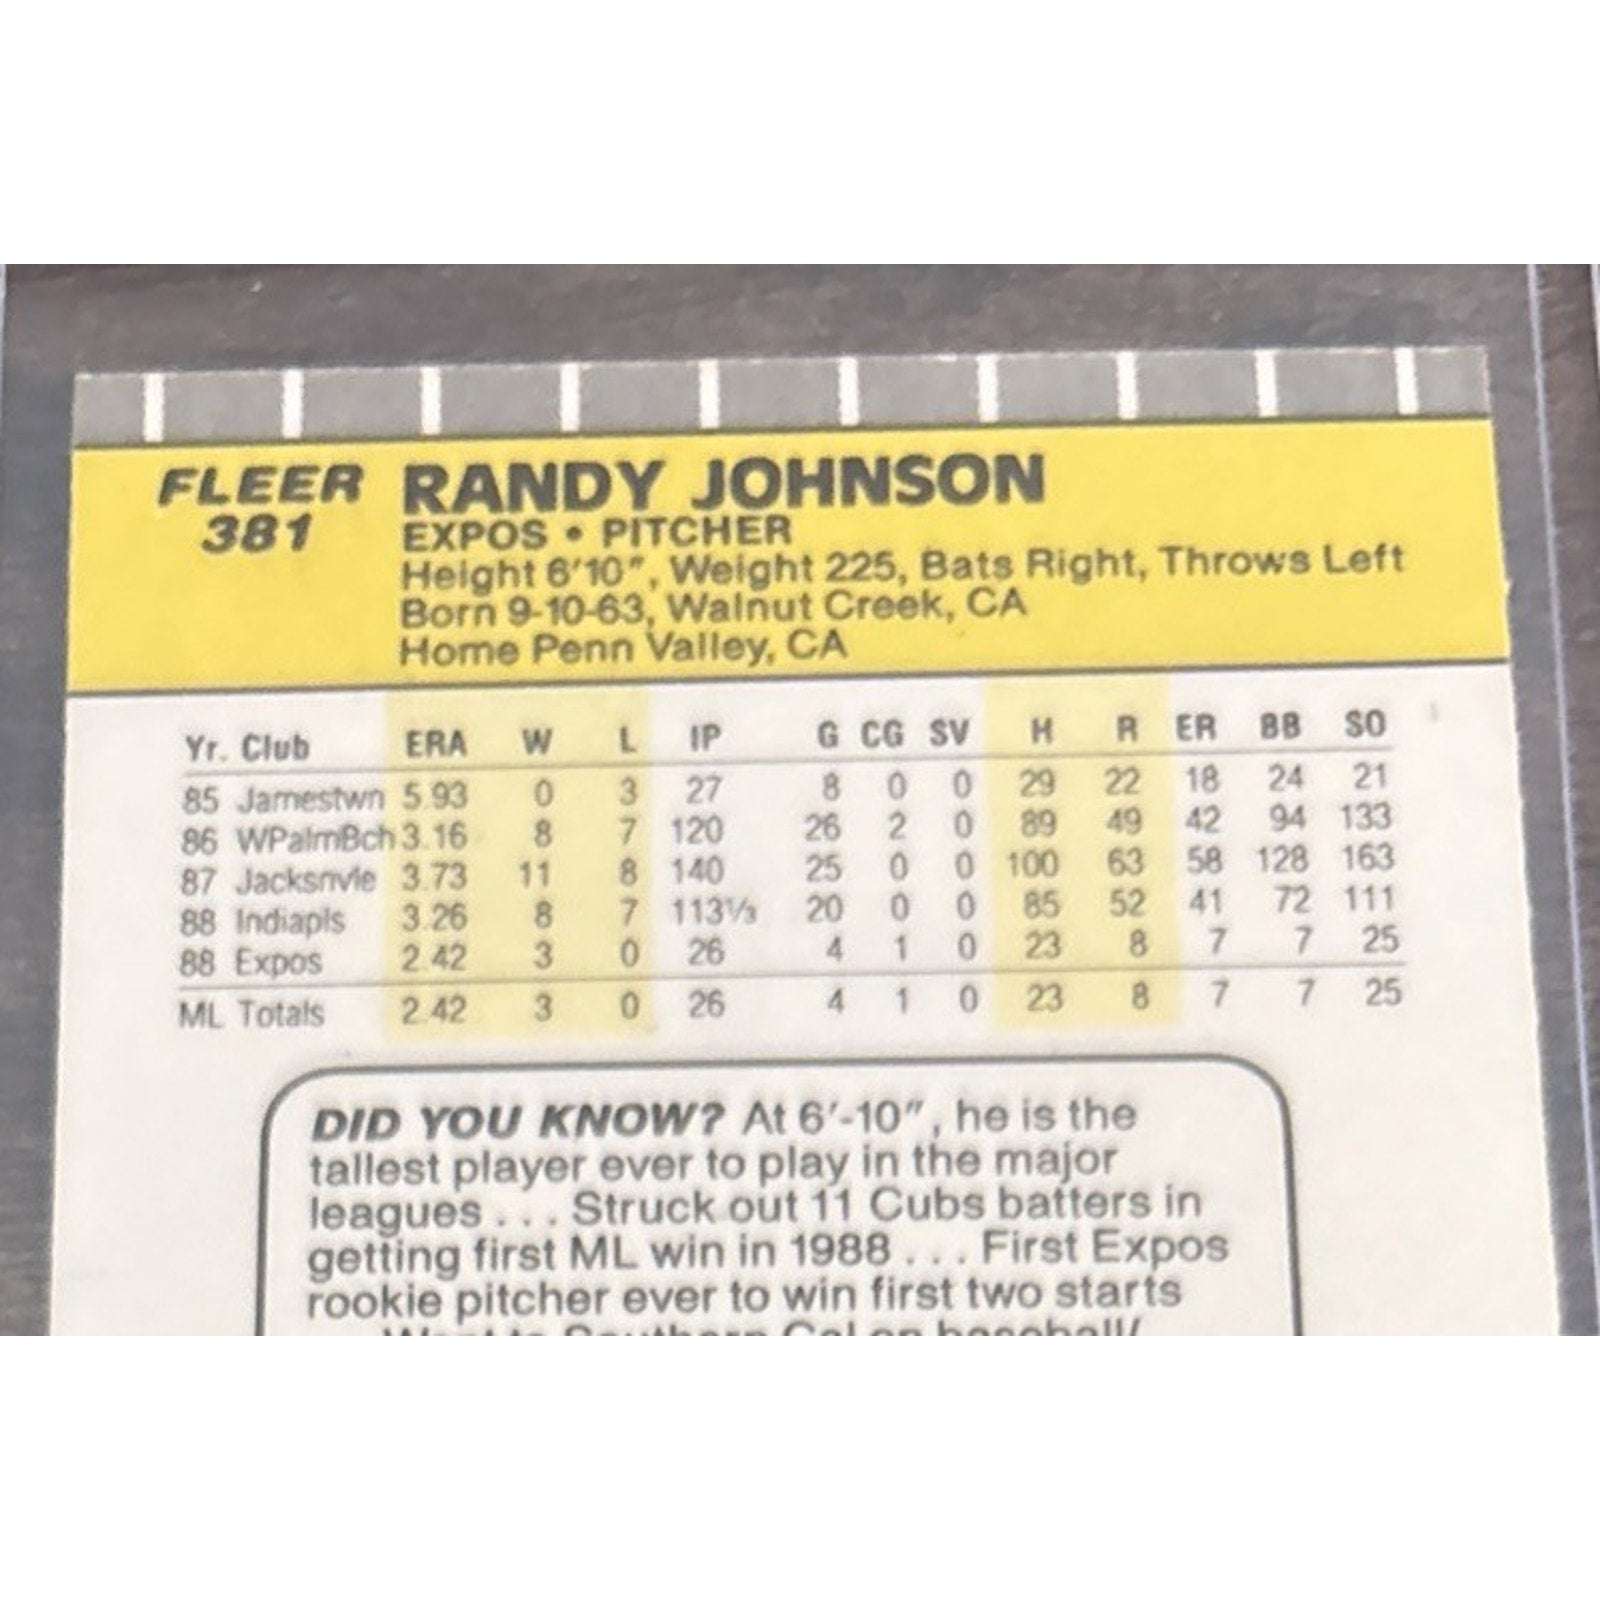 FLEER RANDY JOHNSON
381 EXPOS • PITCHER
Height 6'10", Weight 225, Bats Right, Throws Left
Born 9-10-63, Walnut Creek, CA
Home Penn Valley, CA
Yr. Club ERA W L IP G CG SV H R ER BB SO
85 Jamestwn 5.93 0 3 27 8 0 0 29 22 18 24 21
86 WPalmBch 3.16 8 7 120 26 2 0 89 49 42 94 133
87 Jacksnvle 3.73 11 8 140 25 0 0 100 63 58 128 163
88 Indiapls 3.26 8 7 113⅓ 20 0 0 85 52 41 72 111
88 Expos 2.42 3 0 26 4 1 0 23 8 7 7 25
ML Totals 2.42 3 0 26 4 1 0 23 8 7 7 25
DID YOU KNOW? At 6'-10", he is the
tallest player ever to play in the major
leagues . . . Struck out 11 Cubs batters in
getting first ML win in 1988 . . . First Expos
rookie pitcher ever to win first two starts
Went to Southern Cal on baseball/